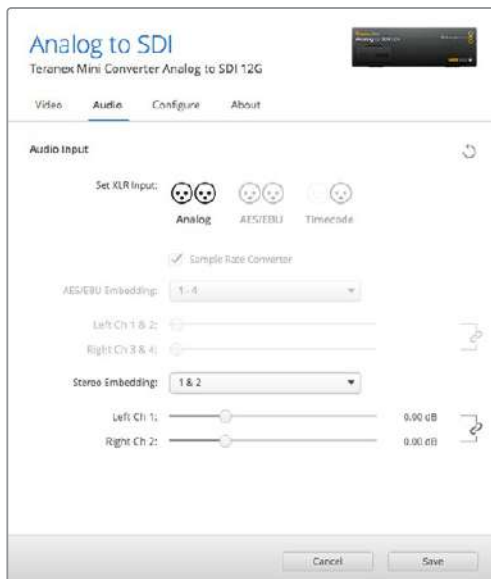 Analog to SDI
Teranex Mini Converter Analog to SDI 12G
Video Audio Configure About
Audio Input
Set XLR Input:
Analog AES/EBU Timecode
Sample Rate Converter
AES/EBU Embedding: 1 - 4
Left Ch 1 & 2:
Right Ch 3 & 4:
Stereo Embedding: 1 & 2
Left Ch 1: 0.00 dB
Right Ch 2: 0.00 dB
Cancel Save